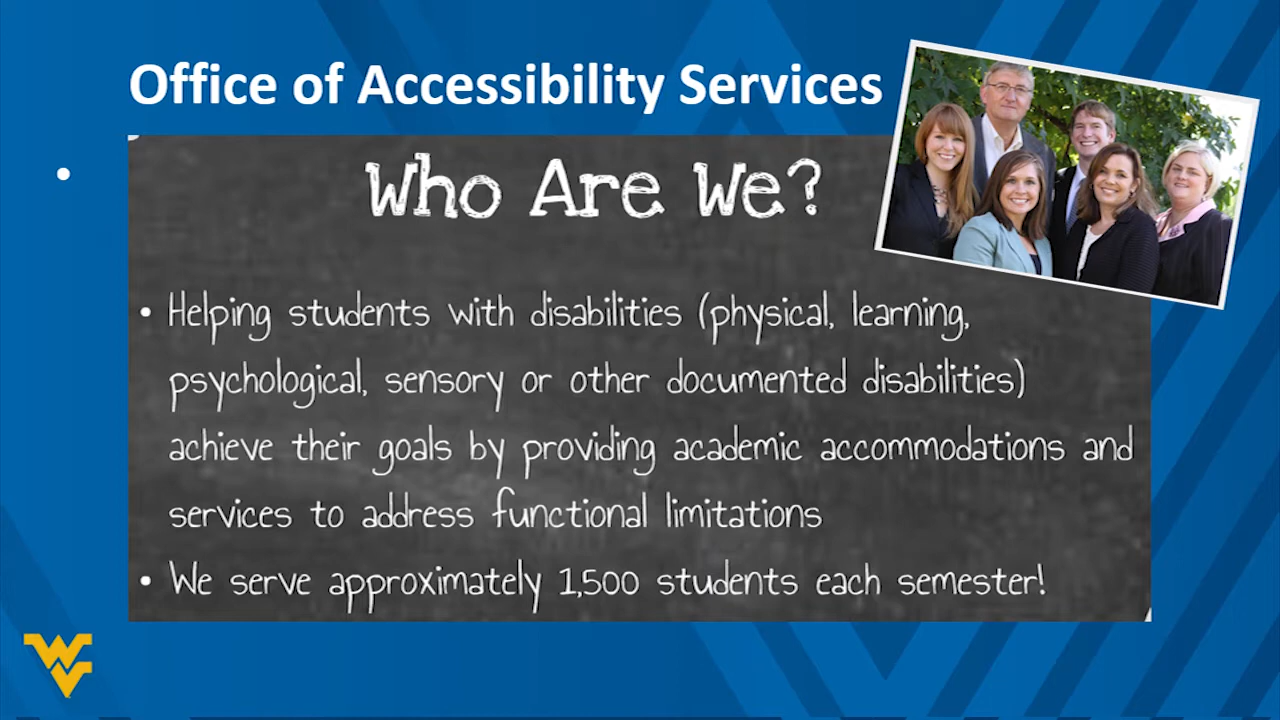 Office of Accessibility Services
Who Are We?
• Helping students with disabilities (physical, learning,
psychological, sensory or other documented disabilities)
achieve their goals by providing academic accommodations and
services to address functional limitations
• We serve approximately 1,500 students each semester!
WV